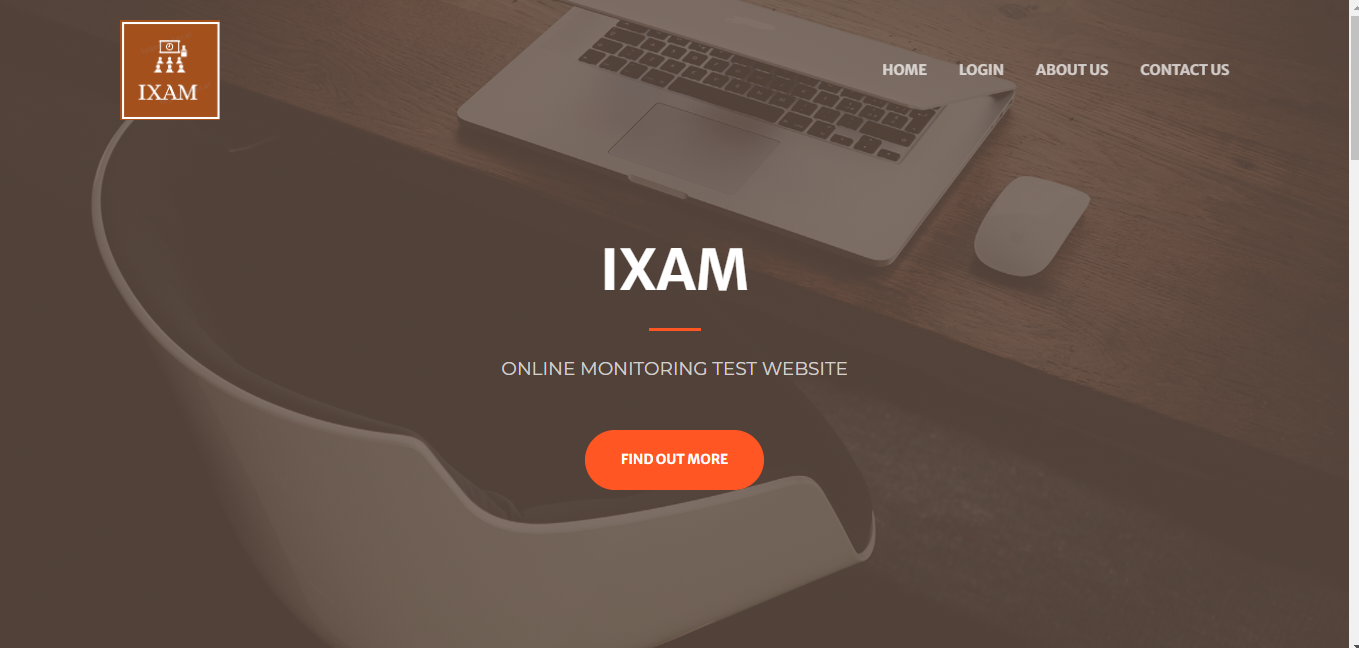 IXAM
HOME LOGIN ABOUT US CONTACT US
IXAM
ONLINE MONITORING TEST WEBSITE
FIND OUT MORE